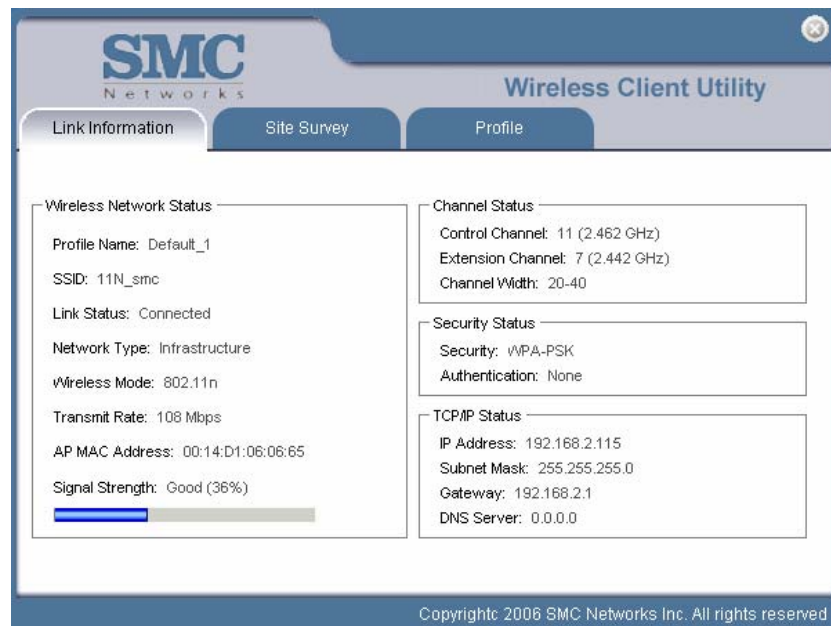 SMC
Networks
Wireless Client Utility
Link Information
Site Survey
Profile
Wireless Network Status
Profile Name: Default_1
SSID: 11N_smc
Link Status: Connected
Network Type: Infrastructure
Wireless Mode: 802.11n
Transmit Rate: 108 Mbps
AP MAC Address: 00:14:D1:06:06:65
Signal Strength: Good (36%)
Channel Status
Control Channel: 11 (2.462 GHz)
Extension Channel: 7 (2.442 GHz)
Channel Width: 20-40
Security Status
Security: WPA-PSK
Authentication: None
TCP/IP Status
IP Address: 192.168.2.115
Subnet Mask: 255.255.255.0
Gateway: 192.168.2.1
DNS Server: 0.0.0.0
Copyrightc 2006 SMC Networks Inc. All rights reserved